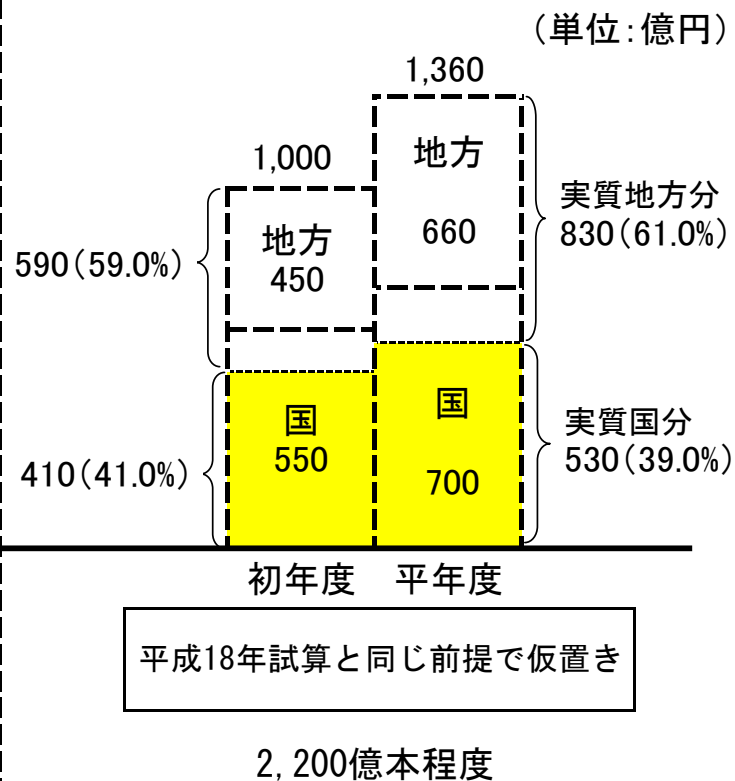 （単位：億円）
1,360
1,000
地方
660
実質地方分
830（61.0%）
地方
450
590（59.0%）
国
700
実質国分
530（39.0%）
国
550
410（41.0%）
初年度 平年度
平成18年試算と同じ前提で仮置き
2,200億本程度